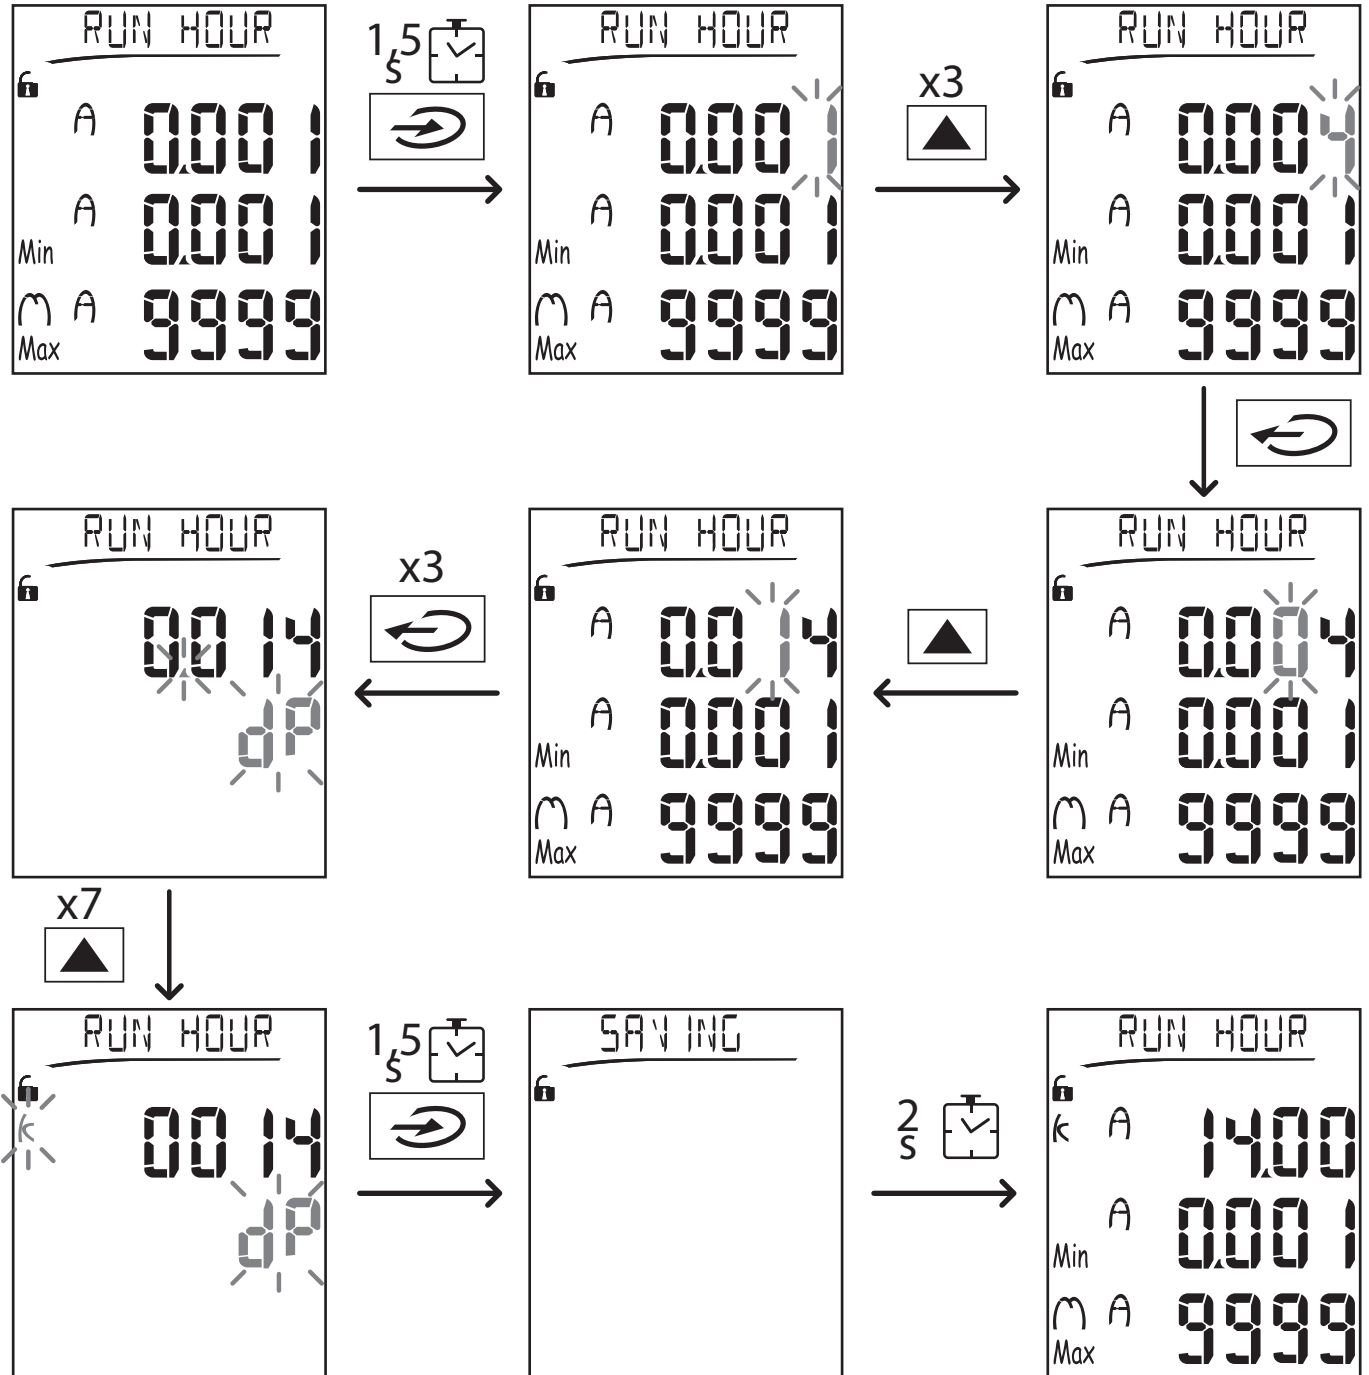 RUN HOUR
A 0.001
A 0.001
Min
M A 9999
Max
1,5
s
RUN HOUR
A 0.001
A 0.001
Min
M A 9999
Max
x3
RUN HOUR
A 0.004
A 0.001
Min
M A 9999
Max
RUN HOUR
A 0.004
A 0.001
Min
M A 9999
Max
RUN HOUR
A 0.014
A 0.001
Min
M A 9999
Max
x3
RUN HOUR
0.014
dP
x7
RUN HOUR
k 0014
dP
1,5
s
SAVING
2
s
RUN HOUR
k A 14.00
A 0.001
Min
M A 9999
Max